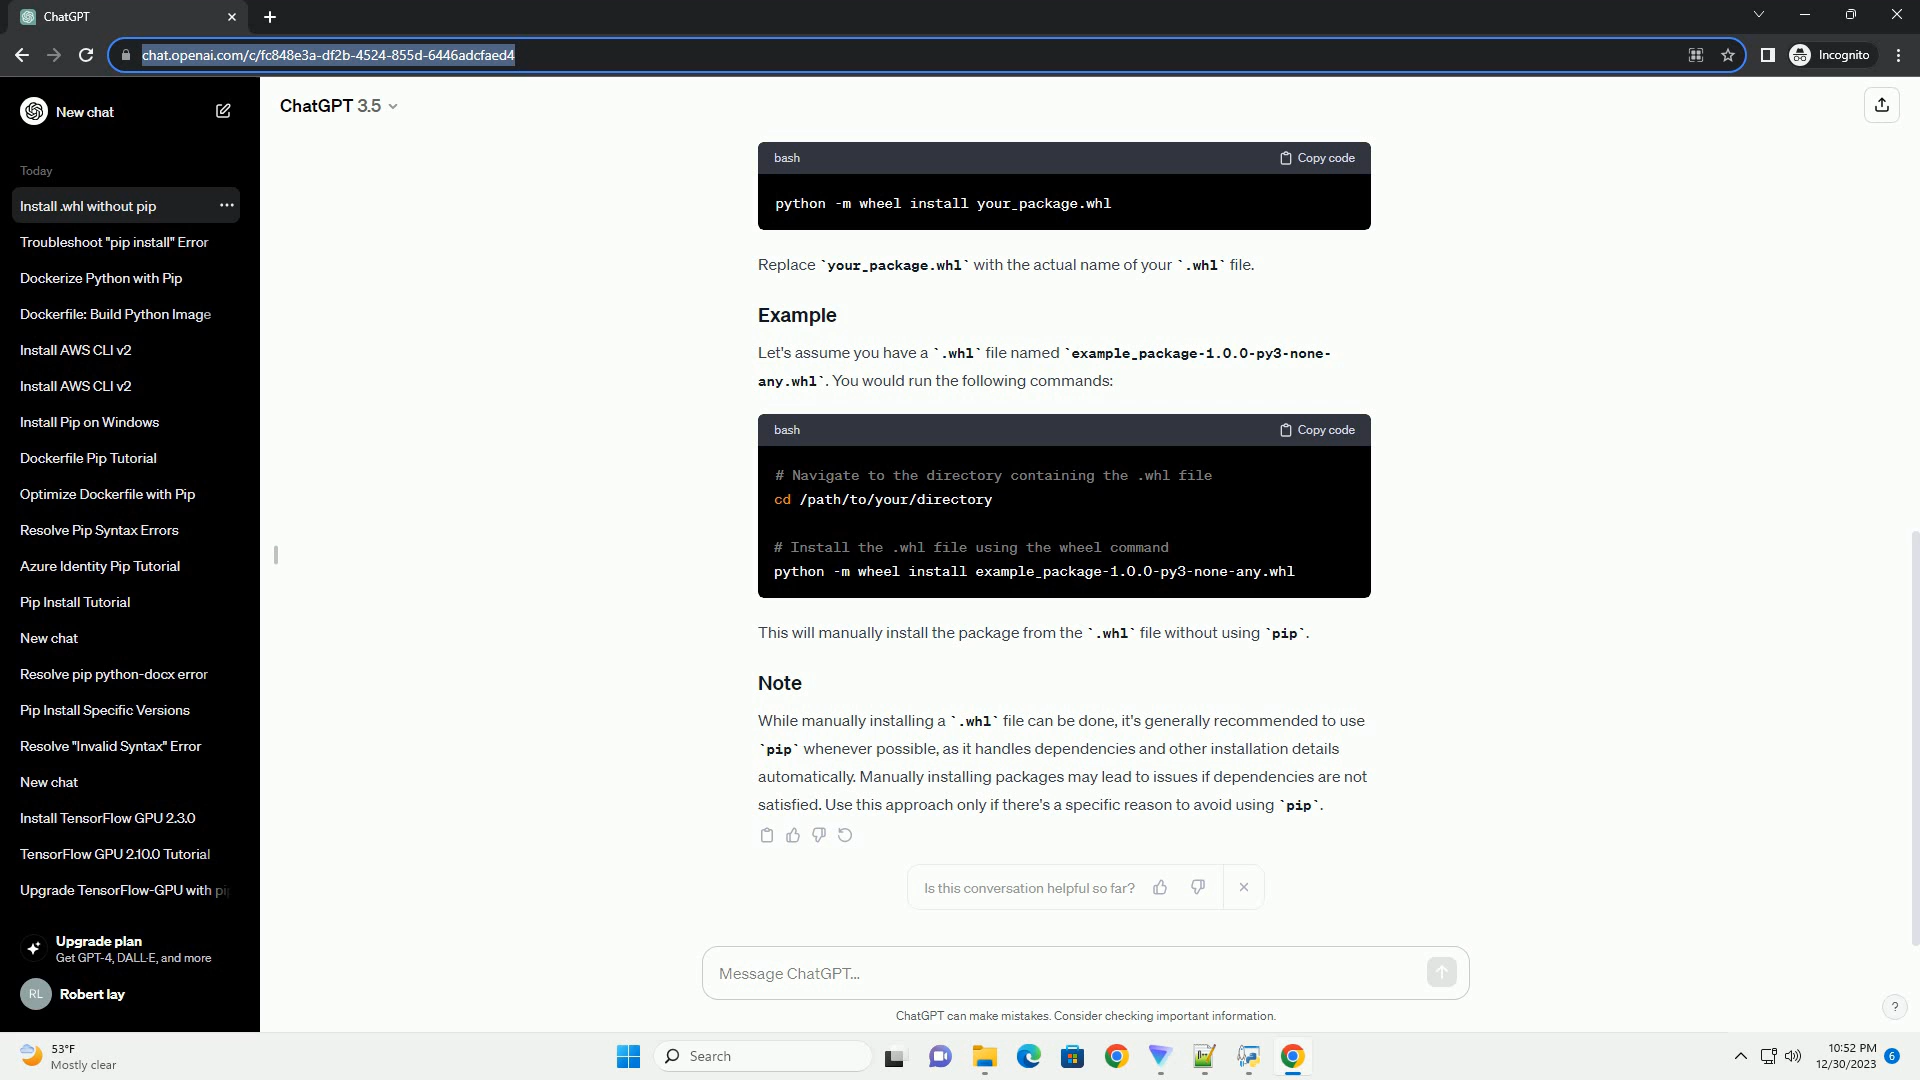 ChatGPT
chat.openai.com/c/fc848e3a-df2b-4524-855d-6446adcfaed4
Incognito
New chat
Today
Install .whl without pip
Troubleshoot "pip install" Error
Dockerize Python with Pip
Dockerfile: Build Python Image
Install AWS CLI v2
Install AWS CLI v2
Install Pip on Windows
Dockerfile Pip Tutorial
Optimize Dockerfile with Pip
Resolve Pip Syntax Errors
Azure Identity Pip Tutorial
Pip Install Tutorial
New chat
Resolve pip python-docx error
Pip Install Specific Versions
Resolve "Invalid Syntax" Error
New chat
Install TensorFlow GPU 2.3.0
TensorFlow GPU 2.10.0 Tutorial
Upgrade TensorFlow-GPU with pi
Upgrade plan
Get GPT-4, DALL·E, and more
RL
Robert lay
ChatGPT 3.5
bash
Copy code
python -m wheel install your_package.whl
Replace `your_package.whl` with the actual name of your `.whl` file.
Example
Let's assume you have a `.whl` file named `example_package-1.0.0-py3-none-
any.whl`. You would run the following commands:
bash
Copy code
# Navigate to the directory containing the .whl file
cd /path/to/your/directory
# Install the .whl file using the wheel command
python -m wheel install example_package-1.0.0-py3-none-any.whl
This will manually install the package from the `.whl` file without using `pip`.
Note
While manually installing a `.whl` file can be done, it's generally recommended to use
`pip` whenever possible, as it handles dependencies and other installation details
automatically. Manually installing packages may lead to issues if dependencies are not
satisfied. Use this approach only if there's a specific reason to avoid using `pip`.
Is this conversation helpful so far?
Message ChatGPT...
ChatGPT can make mistakes. Consider checking important information.
?
53°F
Mostly clear
Search
10:52 PM
12/30/2023
6